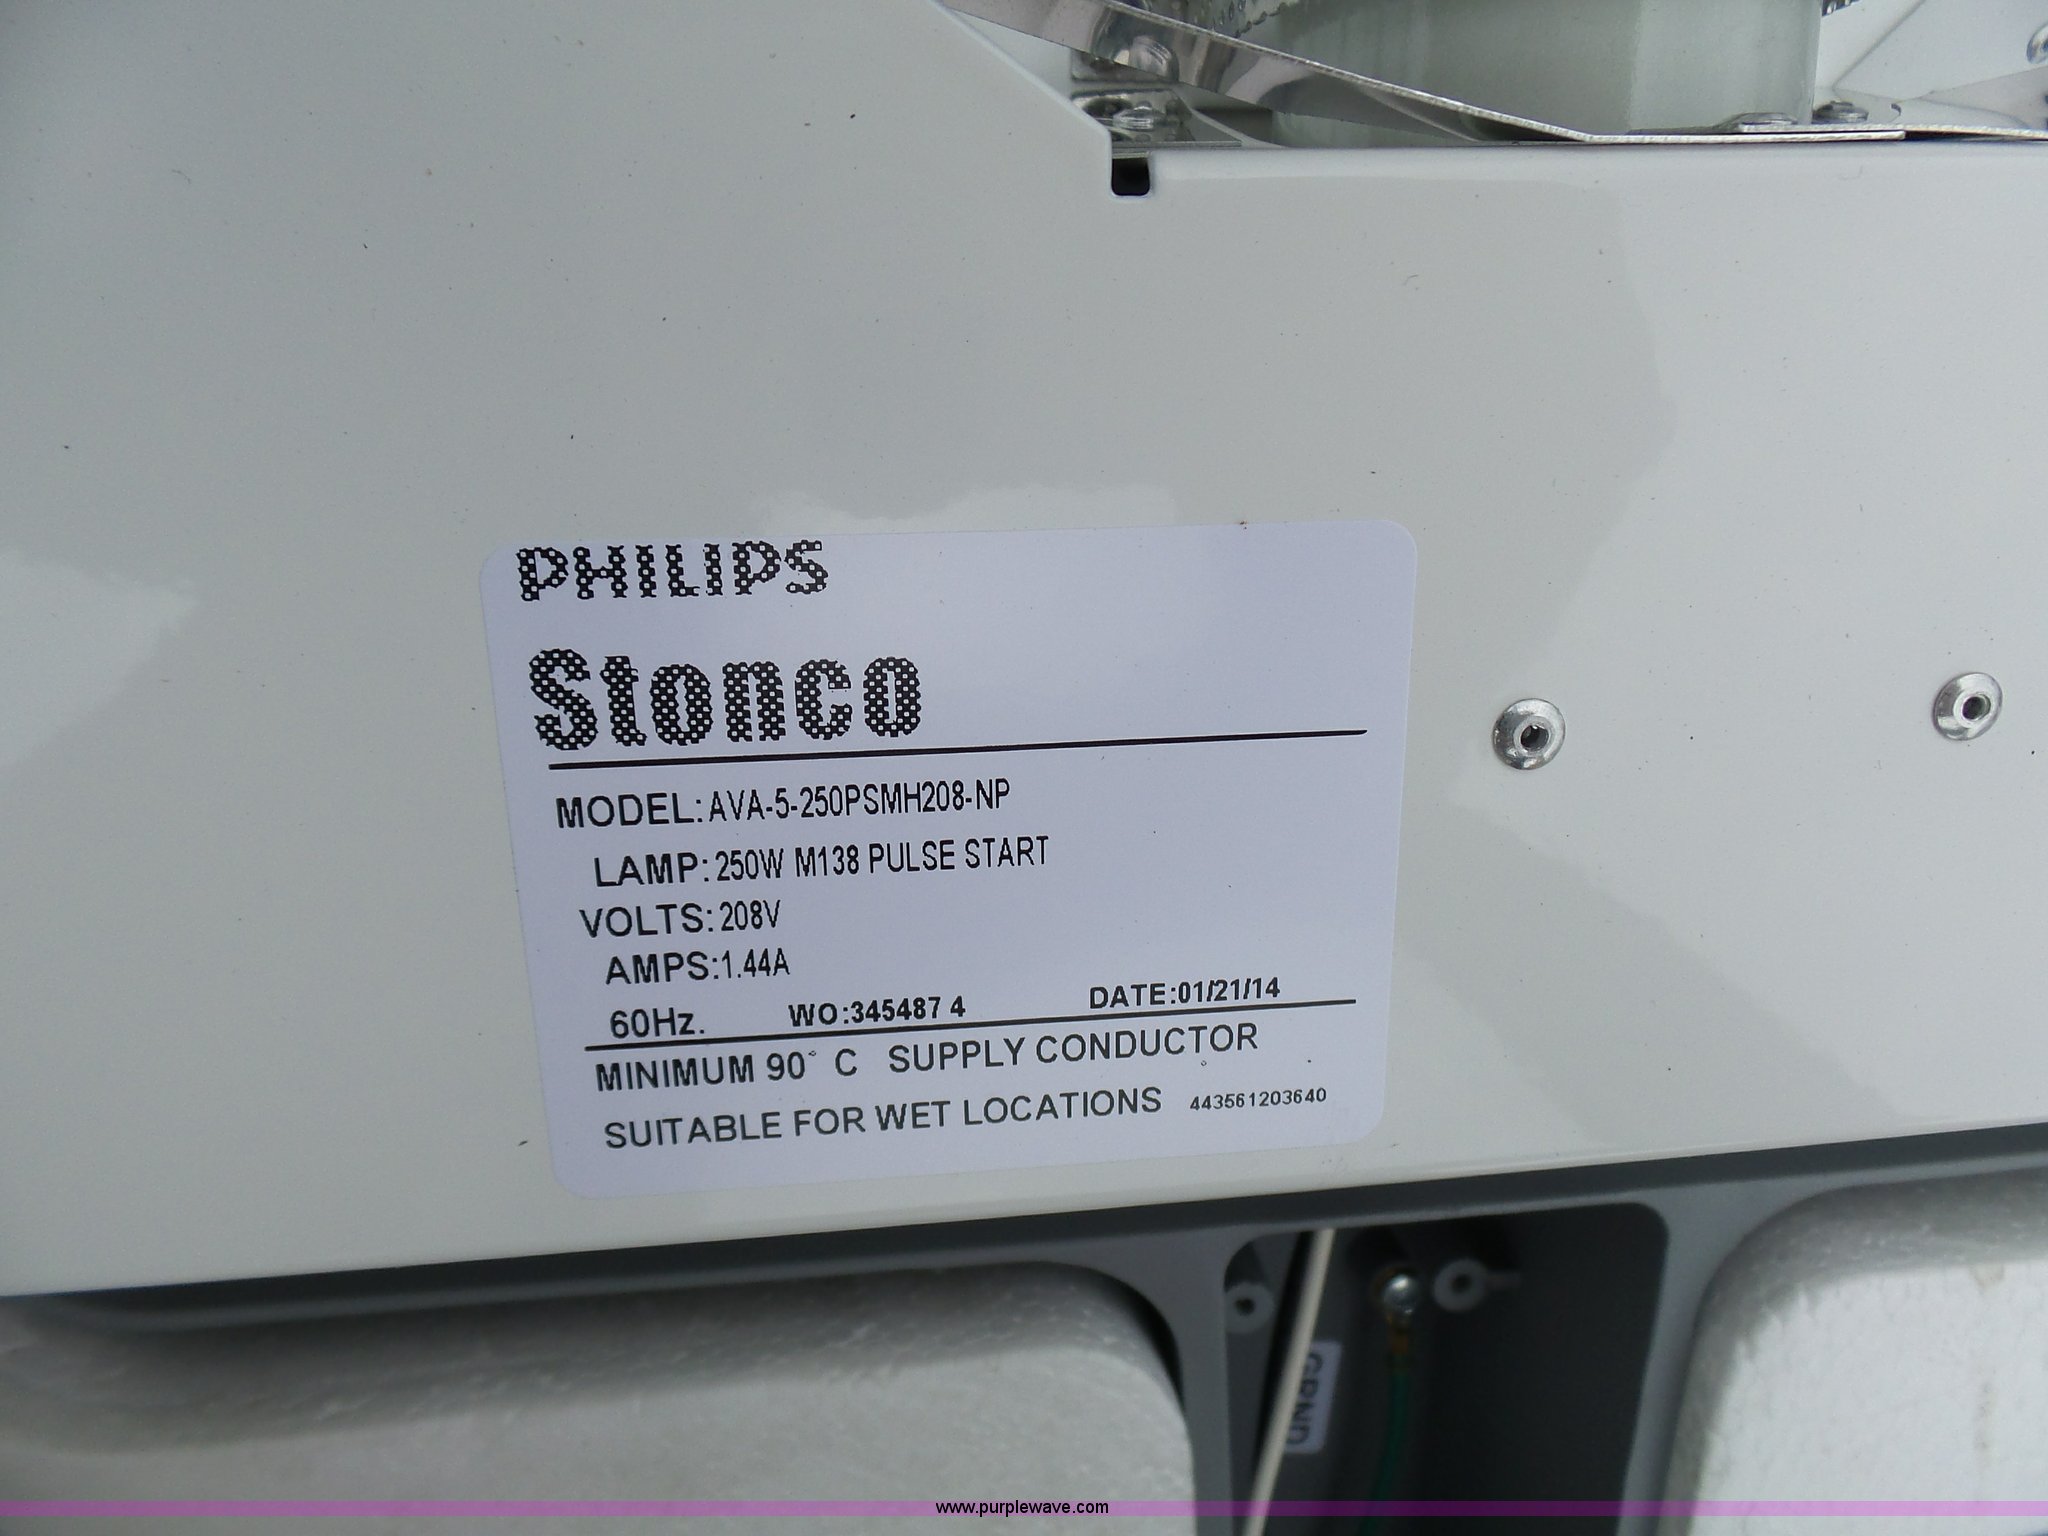 PHILIPS
Stonco
MODEL:AVA-5-250PSMH208-NP
LAMP:250W M138 PULSE START
VOLTS:208V
AMPS:1.44A
60Hz. WO:345487 4 DATE:01/21/14
MINIMUM 90° C SUPPLY CONDUCTOR
SUITABLE FOR WET LOCATIONS 443561203640
GRND
www.purplewave.com